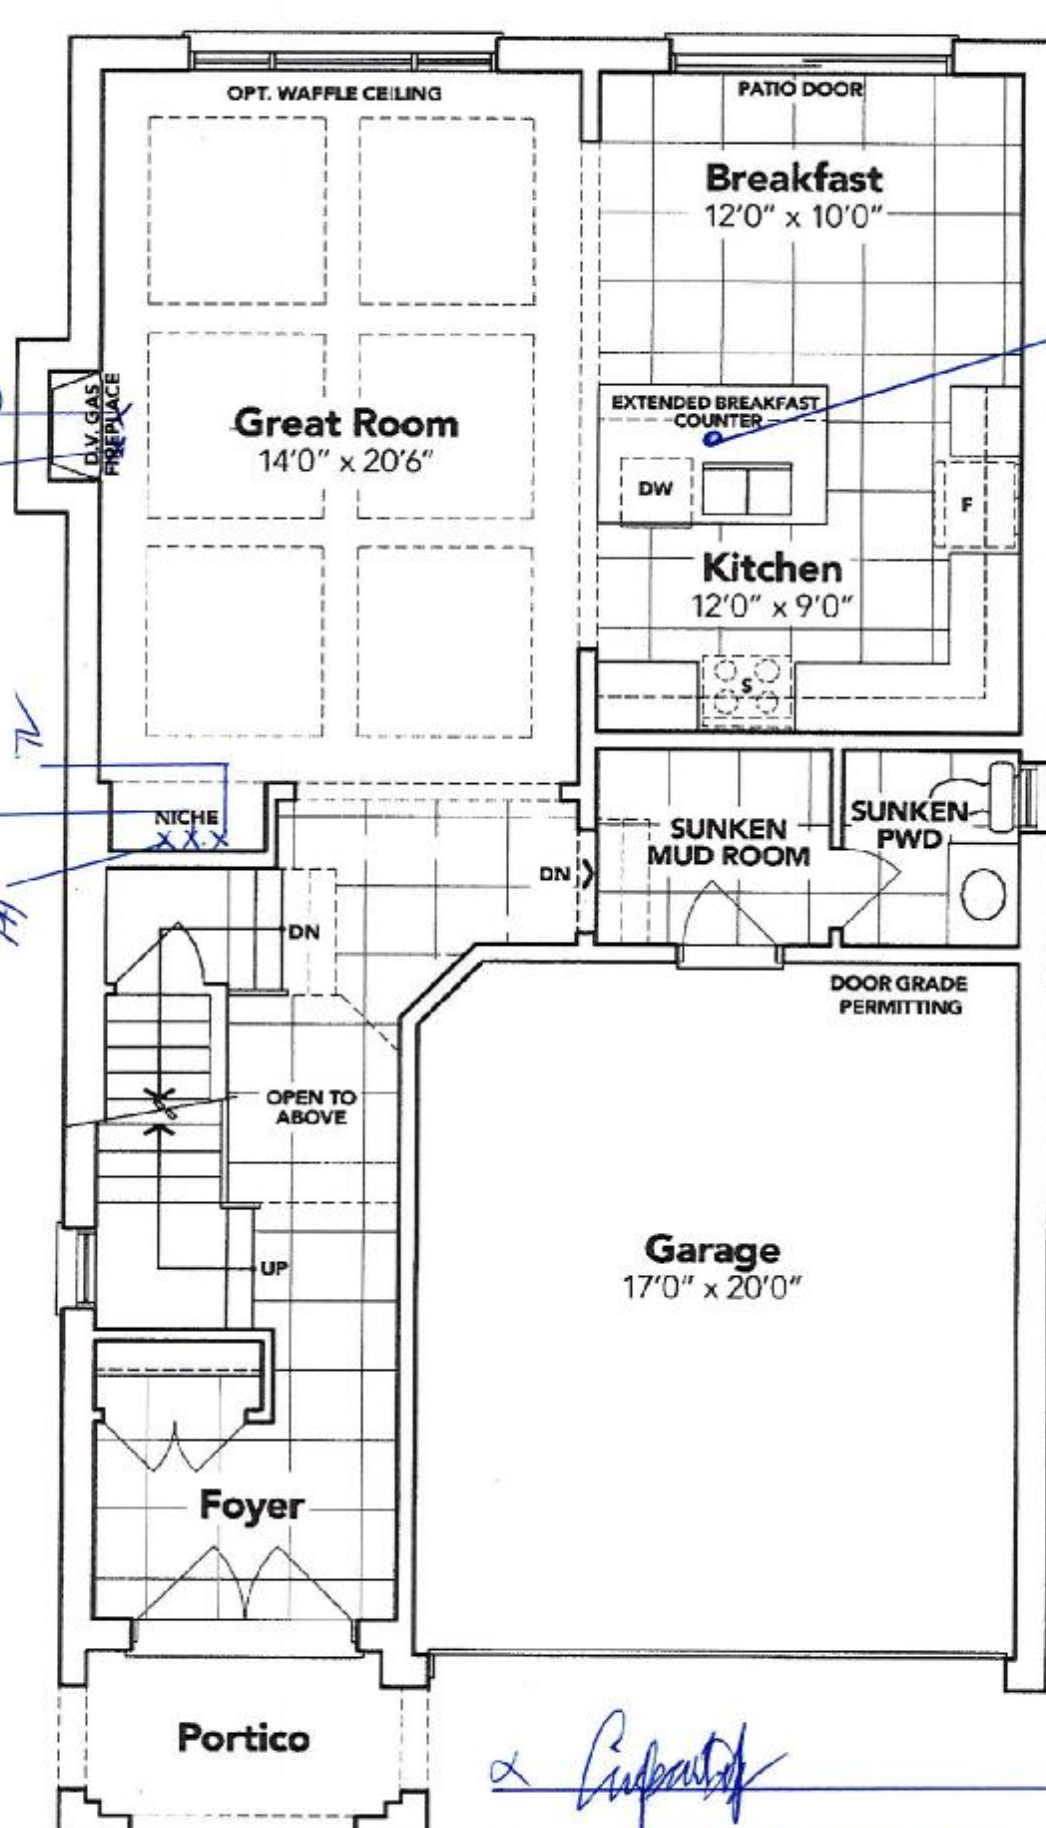 OPT. WAFFLE CEILING
PATIO DOOR
Breakfast
12'0" x 10'0"
D.V. GAS
FIREPLACE
Great Room
14'0" x 20'6"
EXTENDED BREAKFAST
COUNTER
DW
F
Kitchen
12'0" x 9'0"
S
NICHE
X X X
SUNKEN
MUD ROOM
SUNKEN
PWD
DN
DN
DOOR GRADE
PERMITTING
OPEN TO
ABOVE
UP
Garage
17'0" x 20'0"
Foyer
Portico